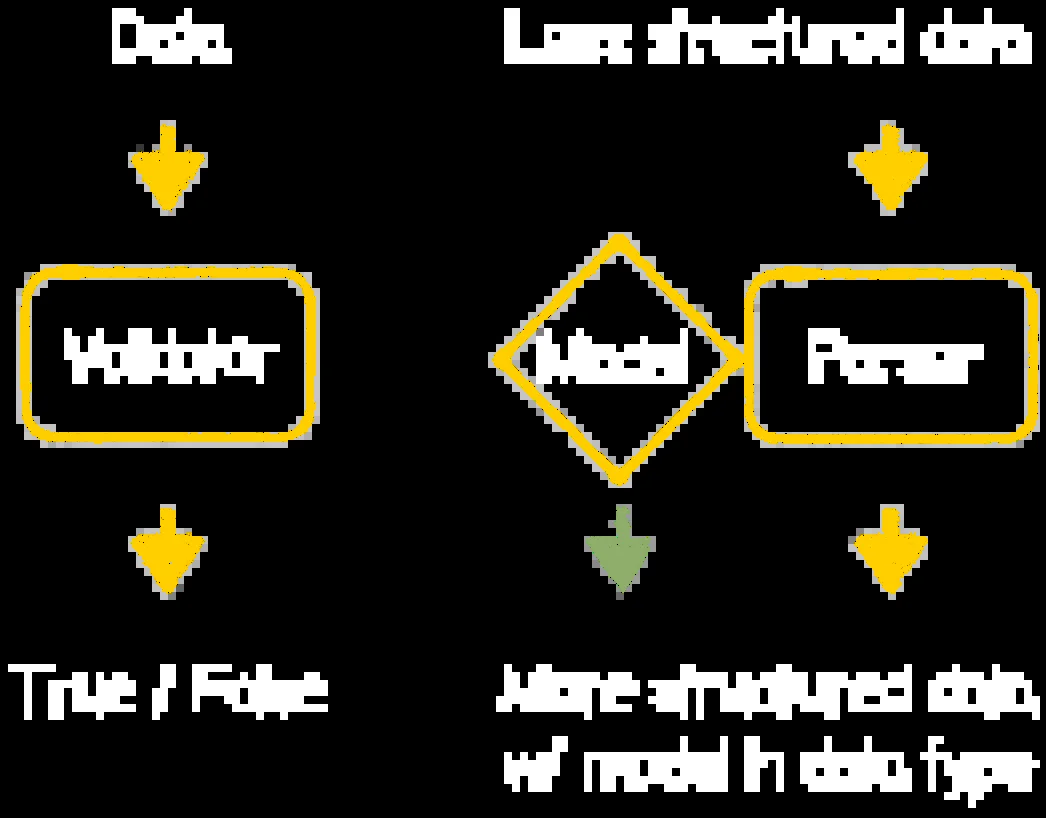 Data
Less structured data
Validator
Model
Parser
True / False
More structured data,
w/ model in data type